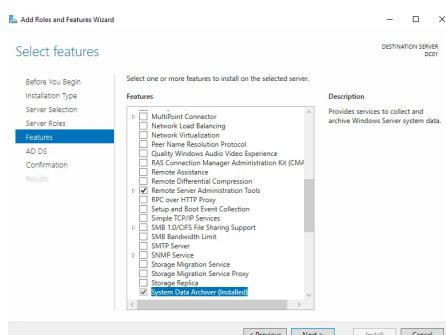 Add Roles and Features Wizard
Select features
DESTINATION SERVER
DC01
Before You Begin
Installation Type
Server Selection
Server Roles
Features
AD DS
Confirmation
Results
Select one or more features to install on the selected server.
Features
MultiPoint Connector
Network Load Balancing
Network Virtualization
Peer Name Resolution Protocol
Quality Windows Audio Video Experience
RAS Connection Manager Administration Kit (CMA
Remote Assistance
Remote Differential Compression
Remote Server Administration Tools
RPC over HTTP Proxy
Setup and Boot Event Collection
Simple TCP/IP Services
SMB 1.0/CIFS File Sharing Support
SMB Bandwidth Limit
SMTP Server
SNMP Service
Storage Migration Service
Storage Migration Service Proxy
Storage Replica
System Data Archiver (Installed)
Description
Provides services to collect and
archive Windows Server system data.
< Previous
Next >
Install
Cancel